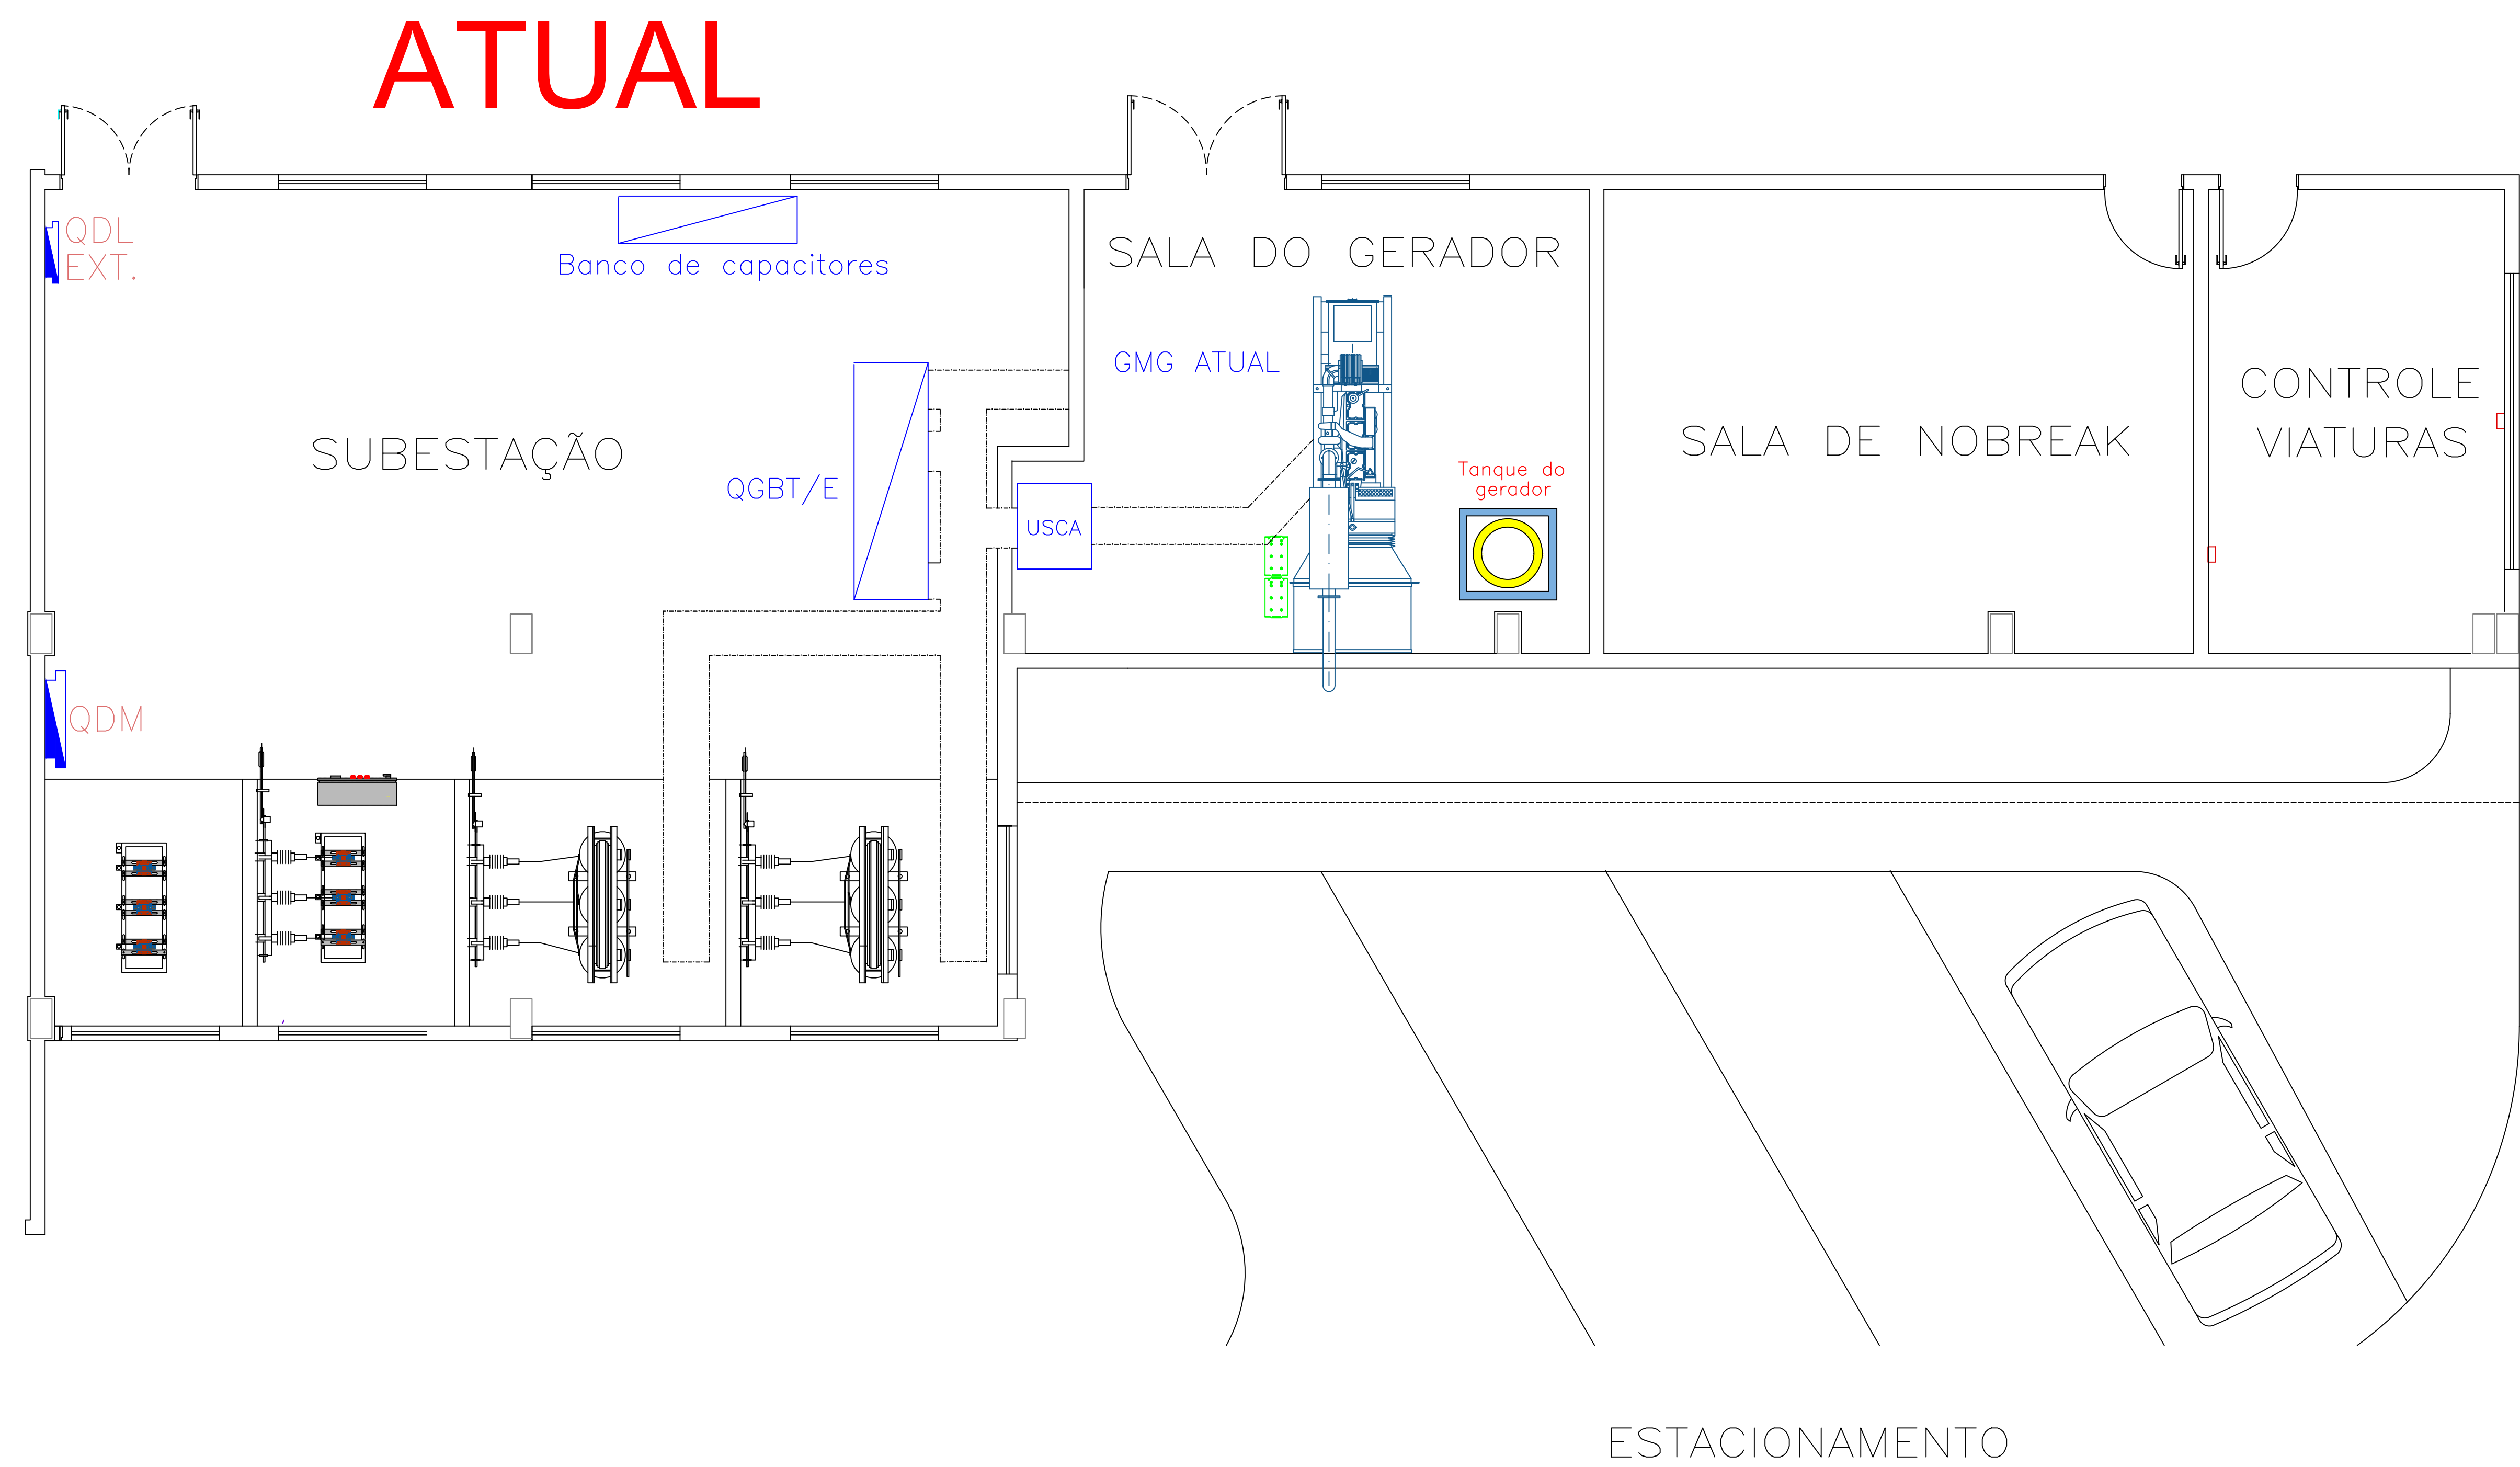 ATUAL
QDL
EXT.
Banco de capacitores
SALA DO GERADOR
GMG ATUAL
CONTROLE
VIATURAS
SUBESTAÇÃO
SALA DE NOBREAK
QGBT/E
Tanque do
gerador
USCA
QDM
ESTACIONAMENTO